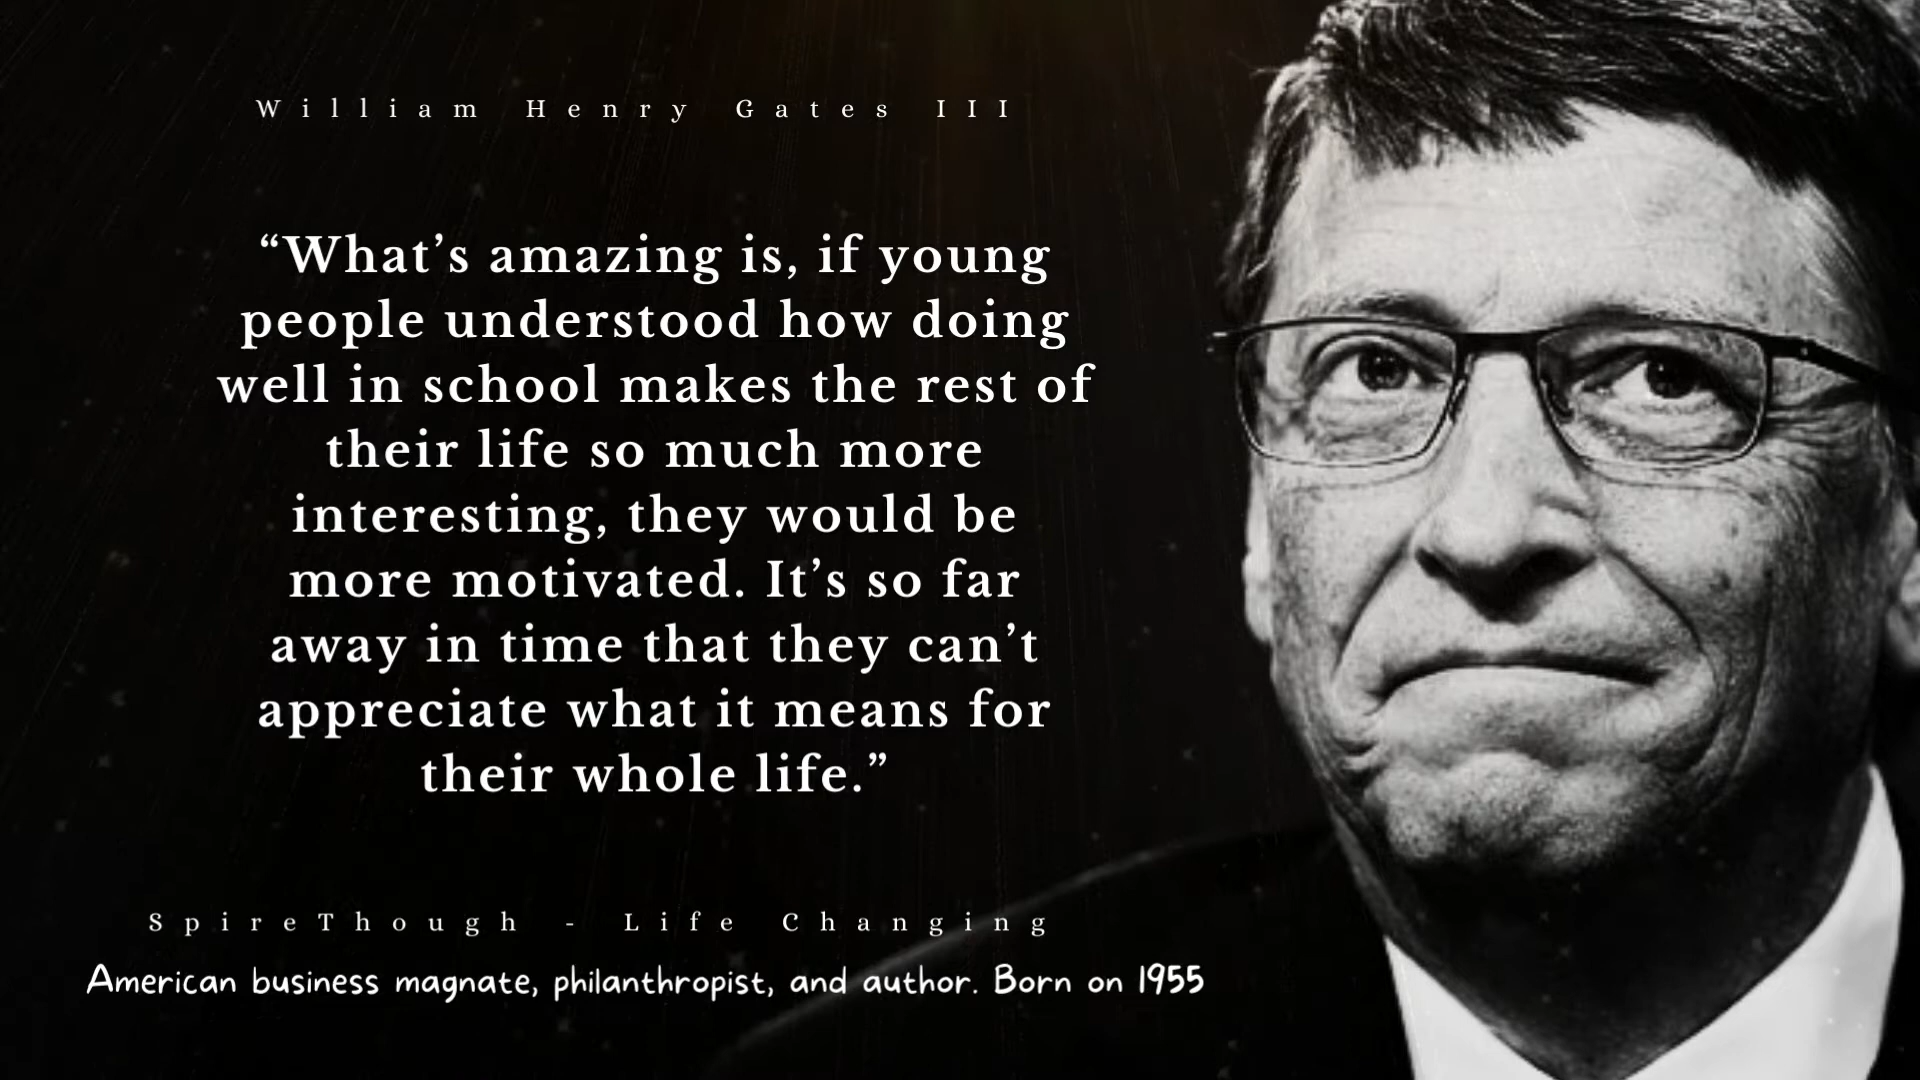 William Henry Gates III
“What’s amazing is, if young
people understood how doing
well in school makes the rest of
their life so much more
interesting, they would be
more motivated. It’s so far
away in time that they can’t
appreciate what it means for
their whole life.”
SpireThough - Life Changing
American business magnate, philanthropist, and author. Born on 1955